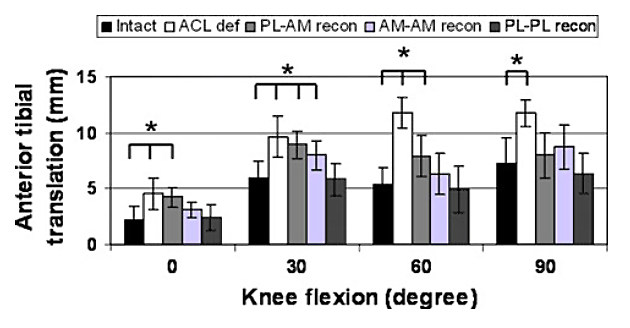 Intact ACL def PL-AM recon AM-AM recon PL-PL recon
Anterior tibial
translation (mm)
15
*
*
*
*
10
5
0
0 30 60 90
Knee flexion (degree)